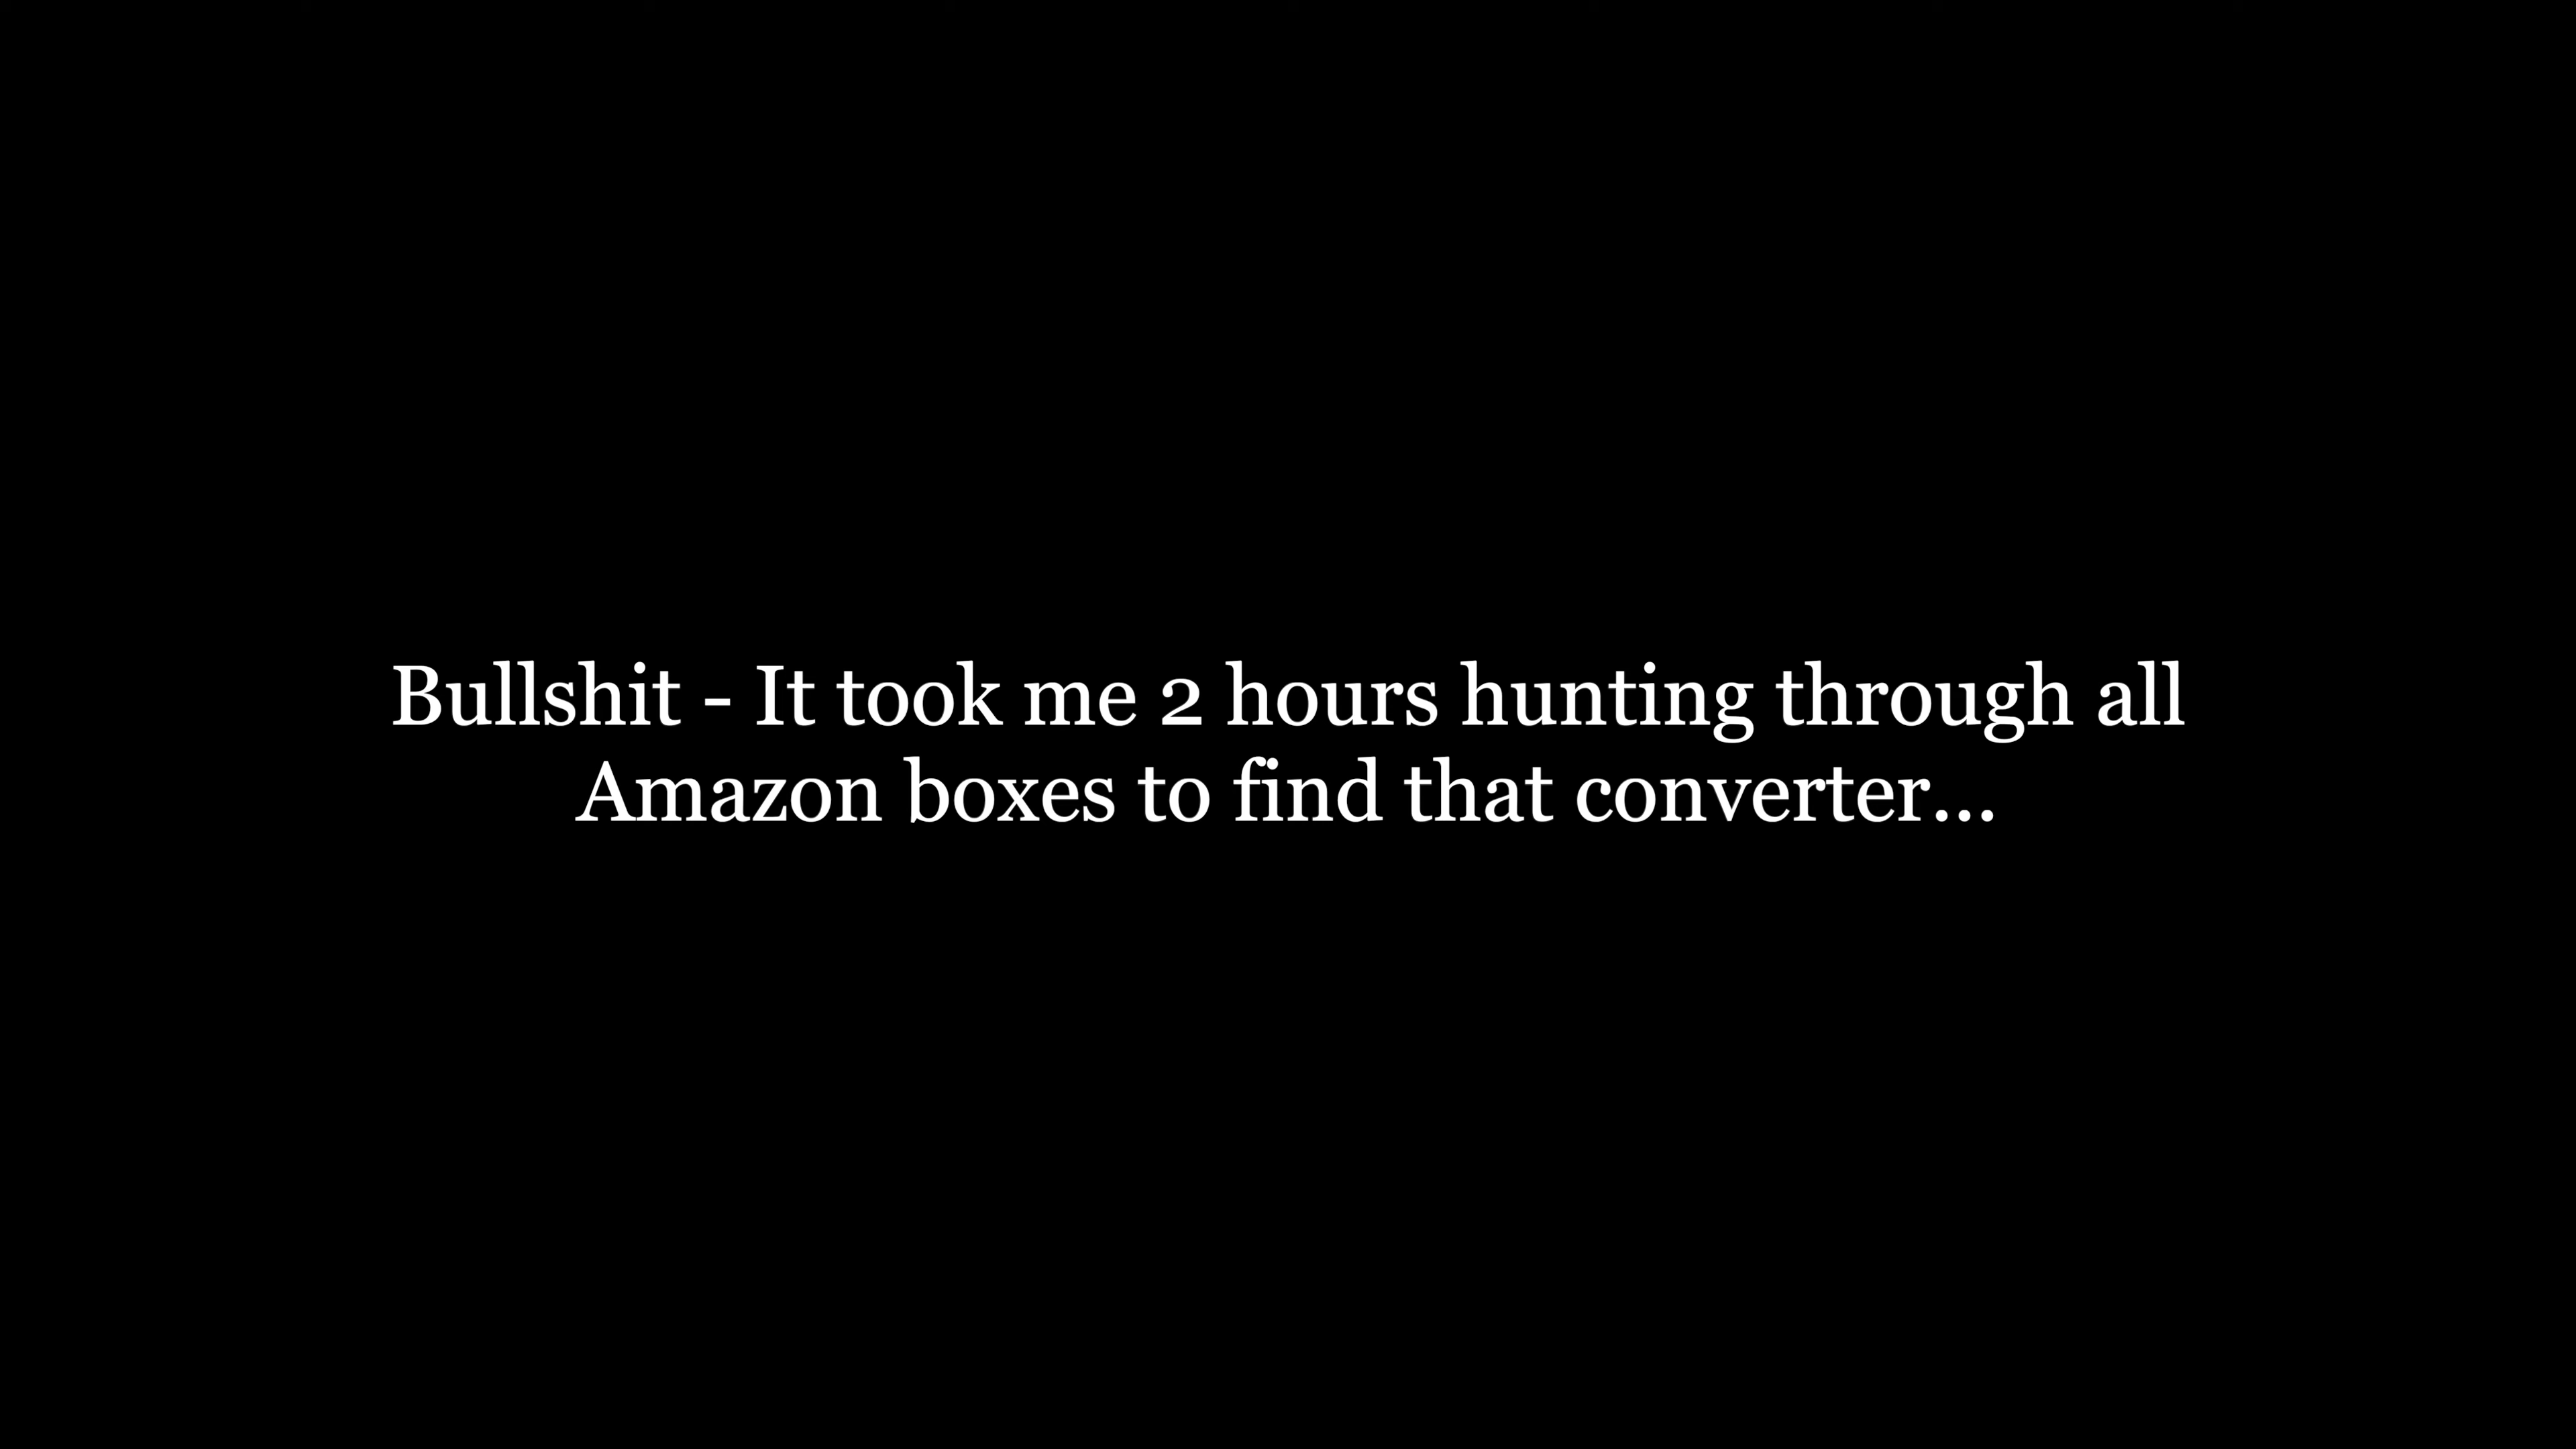 Bullshit - It took me 2 hours hunting through all
Amazon boxes to find that converter...